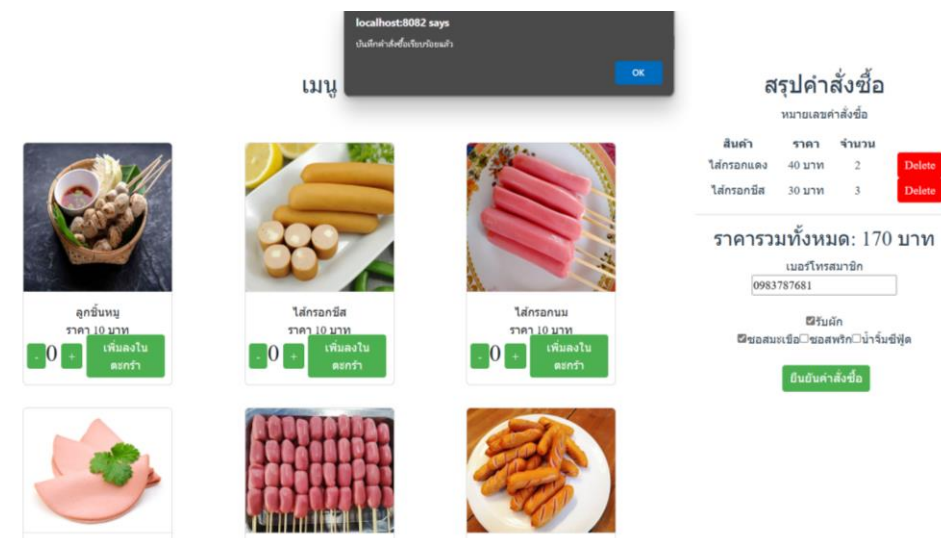 localhost:8082 says
บันทึกคำสั่งซื้อเรียบร้อยแล้ว
OK
เมนู
ลูกชิ้นหมู
ราคา 10 บาท
- 0 + เพิ่มลงใน
ตะกร้า
ไส้กรอกชีส
ราคา 10 บาท
- 0 + เพิ่มลงใน
ตะกร้า
ไส้กรอกนม
ราคา 10 บาท
- 0 + เพิ่มลงใน
ตะกร้า
สรุปคำสั่งซื้อ
หมายเลขคำสั่งซื้อ
สินค้า ราคา จำนวน
ไส้กรอกแดง 40 บาท 2 Delete
ไส้กรอกชีส 30 บาท 3 Delete
ราคารวมทั้งหมด: 170 บาท
เบอร์โทรสมาชิก
0983787681
รับผัก
ซอสมะเขือ ซอสพริก น้ำจิ้มซีฟู้ด
ยืนยันคำสั่งซื้อ